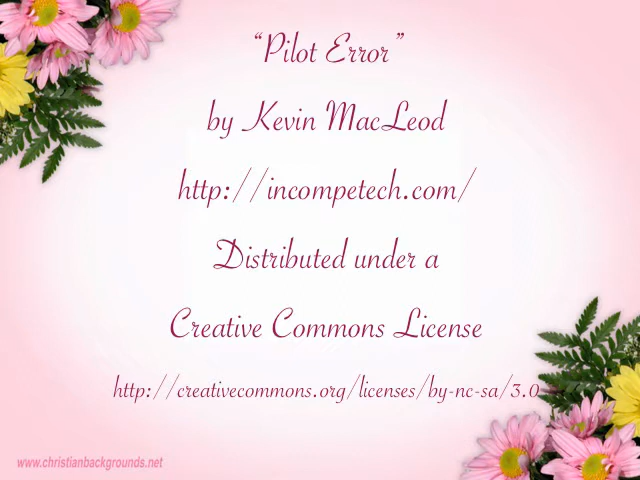 “Pilot Error”
by Kevin MacLeod
http://incompetech.com/
Distributed under a
Creative Commons License
http://creativecommons.org/licenses/by-nc-sa/3.0
www.christianbackgrounds.net